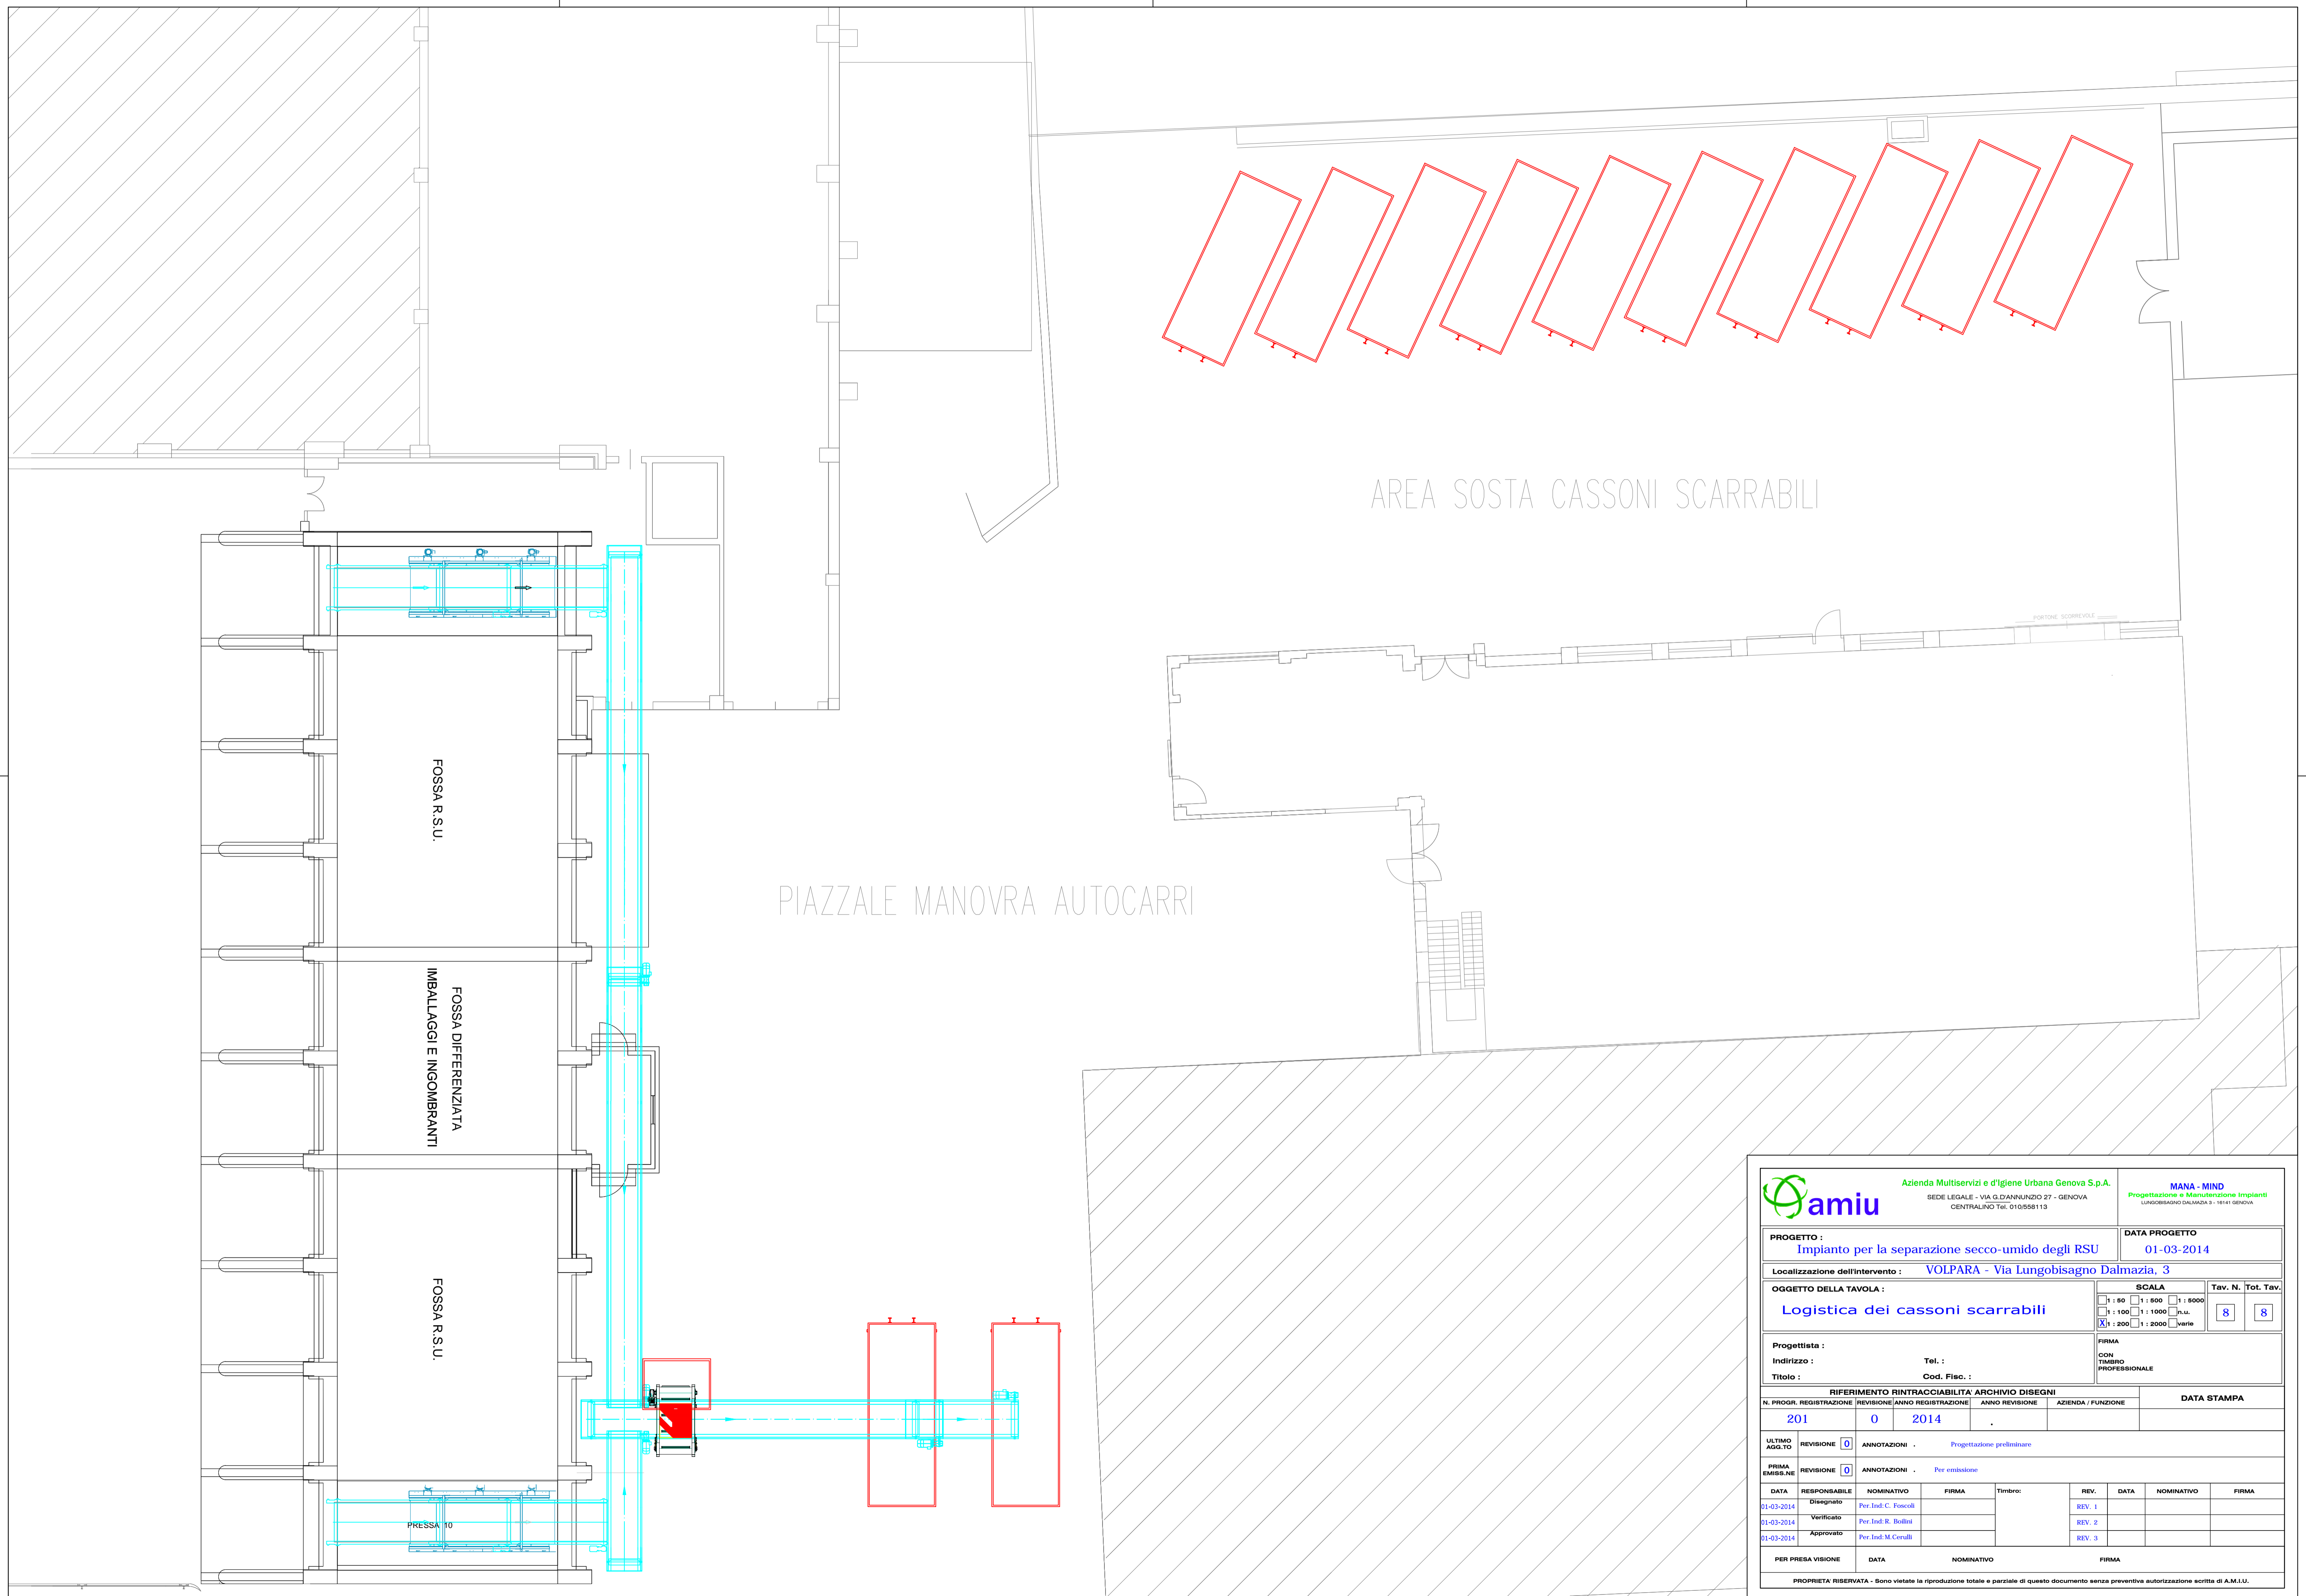 AREA SOSTA CASSONI SCARRABILI
PORTONE SCORREVOLE
PIAZZALE MANOVRA AUTOCARRI
FOSSA R.S.U.
FOSSA DIFFERENZIATA
IMBALLAGGI E INGOMBRANTI
FOSSA R.S.U.
PRESSA 10
amiu
Azienda Multiservizi e d'Igiene Urbana Genova S.p.A.
SEDE LEGALE - VIA G.D'ANNUNZIO 27 - GENOVA
CENTRALINO Tel. 010/558113
MANA - MIND
Progettazione e Manutenzione Impianti
LUNGOBISAGNO DALMAZIA 3 - 16141 GENOVA
PROGETTO :
Impianto per la separazione secco-umido degli RSU
DATA PROGETTO
01-03-2014
Localizzazione dell'intervento : VOLPARA - Via Lungobisagno Dalmazia, 3
OGGETTO DELLA TAVOLA :
Logistica dei cassoni scarrabili
SCALA
1 : 50 1 : 500 1 : 5000
1 : 100 1 : 1000 n.u.
X 1 : 200 1 : 2000 varie
Tav. N. Tot. Tav.
8 8
Progettista :
Indirizzo : Tel. :
Titolo : Cod. Fisc. :
FIRMA
CON
TIMBRO
PROFESSIONALE
RIFERIMENTO RINTRACCIABILITA' ARCHIVIO DISEGNI
DATA STAMPA
N. PROGR. REGISTRAZIONE REVISIONE ANNO REGISTRAZIONE ANNO REVISIONE AZIENDA / FUNZIONE
201 0 2014 .
ULTIMO
AGG.TO
REVISIONE 0 ANNOTAZIONI . Progettazione preliminare
PRIMA
EMISS.NE
REVISIONE 0 ANNOTAZIONI . Per emissione
DATA RESPONSABILE NOMINATIVO FIRMA Timbro: REV. DATA NOMINATIVO FIRMA
01-03-2014 Disegnato Per.Ind: C. Foscoli REV. 1
01-03-2014 Verificato Per.Ind: R. Boilini REV. 2
01-03-2014 Approvato Per.Ind: M.Cerulli REV. 3
PER PRESA VISIONE DATA NOMINATIVO FIRMA
PROPRIETA' RISERVATA - Sono vietate la riproduzione totale e parziale di questo documento senza preventiva autorizzazione scritta di A.M.I.U.